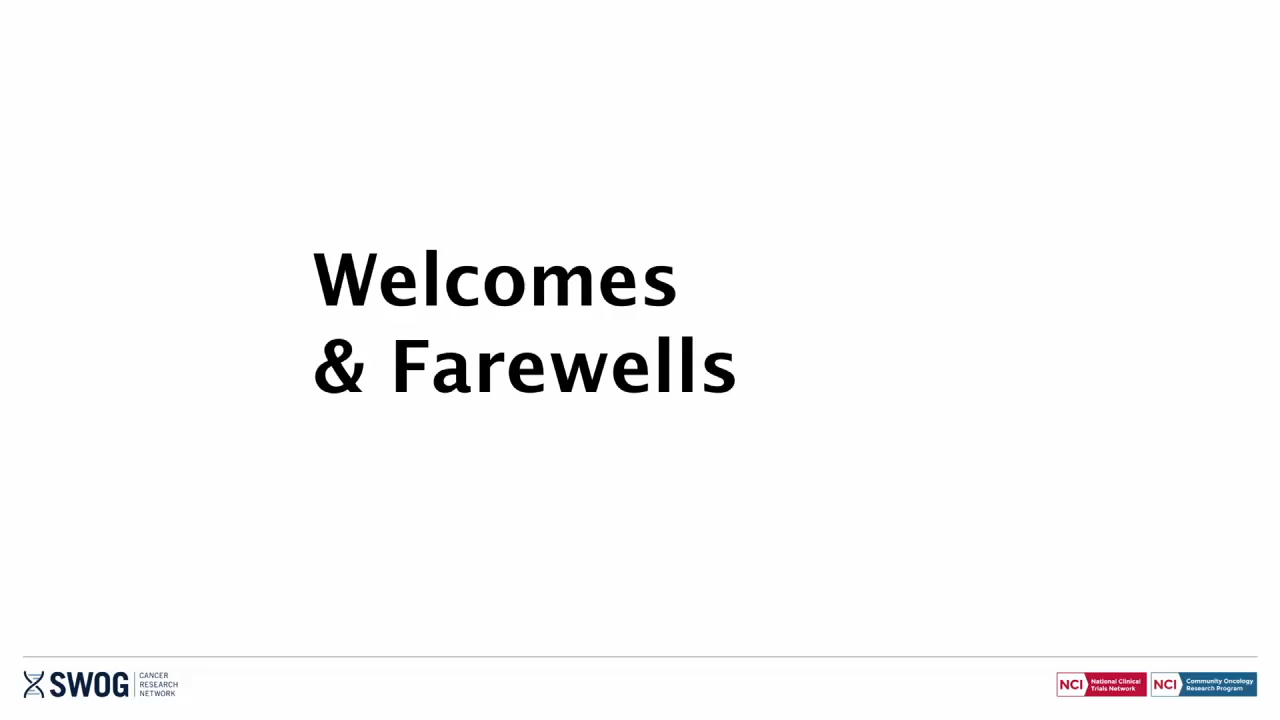 Welcomes
& Farewells
SWOG
CANCER
RESEARCH
NETWORK
NCI
National Clinical
Trials Network
NCI
Community Oncology
Research Program